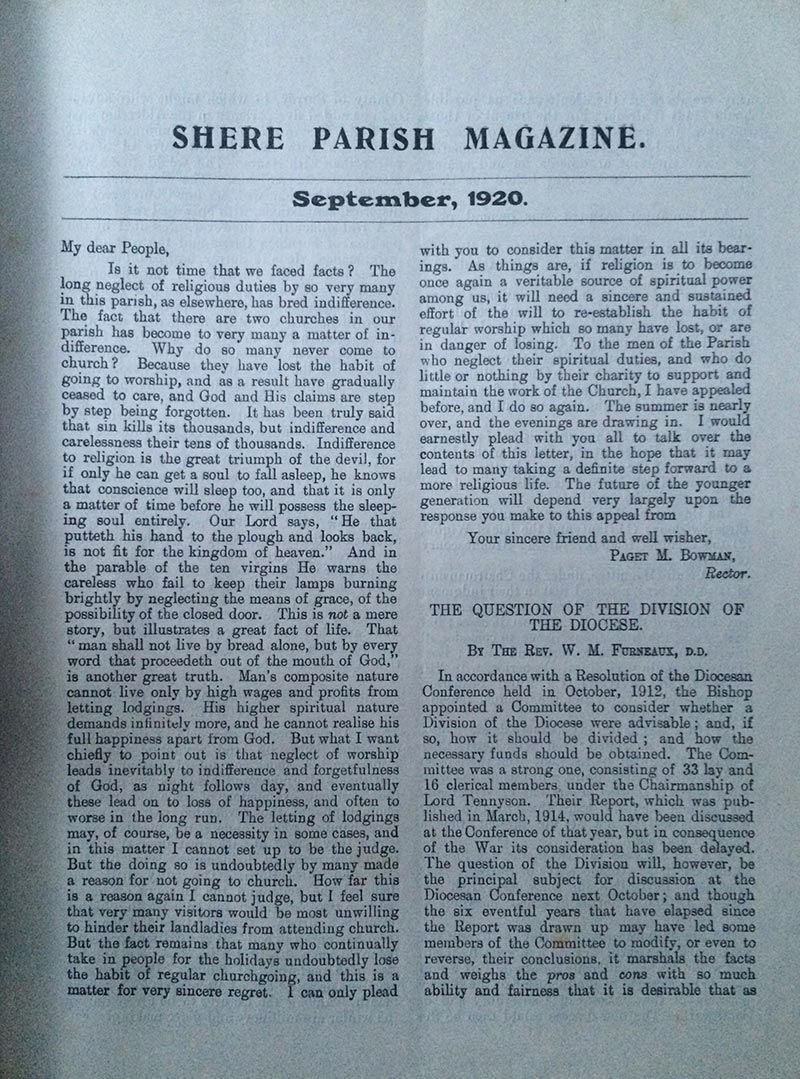 SHERE PARISH MAGAZINE.
September, 1920.
My dear People,
Is it not time that we faced facts? The
long neglect of religious duties by so very many
in this parish, as elsewhere, has bred indifference.
The fact that there are two churches in our
parish has become to very many a matter of in-
difference. Why do so many never come to
church? Because they have lost the habit of
going to worship, and as a result have gradually
ceased to care, and God and His claims are step
by step being forgotten. It has been truly said
that sin kills its thousands, but indifference and
carelessness their tens of thousands. Indifference
to religion is the great triumph of the devil, for
if only he can get a soul to fall asleep, he knows
that conscience will sleep too, and that it is only
a matter of time before he will possess the sleep-
ing soul entirely. Our Lord says, "He that
putteth his hand to the plough and looks back,
is not fit for the kingdom of heaven." And in
the parable of the ten virgins He warns the
careless who fail to keep their lamps burning
brightly by neglecting the means of grace, of the
possibility of the closed door. This is not a mere
story, but illustrates a great fact of life. That
"man shall not live by bread alone, but by every
word that proceedeth out of the mouth of God,"
is another great truth. Man's composite nature
cannot live only by high wages and profits from
letting lodgings. His higher spiritual nature
demands infinitely more, and he cannot realise his
full happiness apart from God. But what I want
chiefly to point out is that neglect of worship
leads inevitably to indifference and forgetfulness
of God, as night follows day, and eventually
these lead on to loss of happiness, and often to
worse in the long run. The letting of lodgings
may, of course, be a necessity in some cases, and
in this matter I cannot set up to be the judge.
But the doing so is undoubtedly by many made
a reason for not going to church. How far this
is a reason again I cannot judge, but I feel sure
that very many visitors would be most unwilling
to hinder their landladies from attending church.
But the fact remains that many who continually
take in people for the holidays undoubtedly lose
the habit of regular churchgoing, and this is a
matter for very sincere regret. I can only plead
with you to consider this matter in all its bear-
ings. As things are, if religion is to become
once again a veritable source of spiritual power
among us, it will need a sincere and sustained
effort of the will to re-establish the habit of
regular worship which so many have lost, or are
in danger of losing. To the men of the Parish
who neglect their spiritual duties, and who do
little or nothing by their charity to support and
maintain the work of the Church, I have appealed
before, and I do so again. The summer is nearly
over, and the evenings are drawing in. I would
earnestly plead with you all to talk over the
contents of this letter, in the hope that it may
lead to many taking a definite step forward to a
more religious life. The future of the younger
generation will depend very largely upon the
response you make to this appeal from
Your sincere friend and well wisher,
PAGET M. BOWMAN,
Rector.
THE QUESTION OF THE DIVISION OF
THE DIOCESE.
BY THE REV. W. M. FURNEAUX, D.D.
In accordance with a Resolution of the Diocesan
Conference held in October, 1912, the Bishop
appointed a Committee to consider whether a
Division of the Diocese were advisable; and, if
so, how it should be divided; and how the
necessary funds should be obtained. The Com-
mittee was a strong one, consisting of 33 lay and
16 clerical members under the Chairmanship of
Lord Tennyson. Their Report, which was pub-
lished in March, 1914, would have been discussed
at the Conference of that year, but in consequence
of the War its consideration has been delayed.
The question of the Division will, however, be
the principal subject for discussion at the
Diocesan Conference next October; and though
the six eventful years that have elapsed since
the Report was drawn up may have led some
members of the Committee to modify, or even to
reverse, their conclusions. it marshals the facts
and weighs the pros and cons with so much
ability and fairness that it is desirable that as